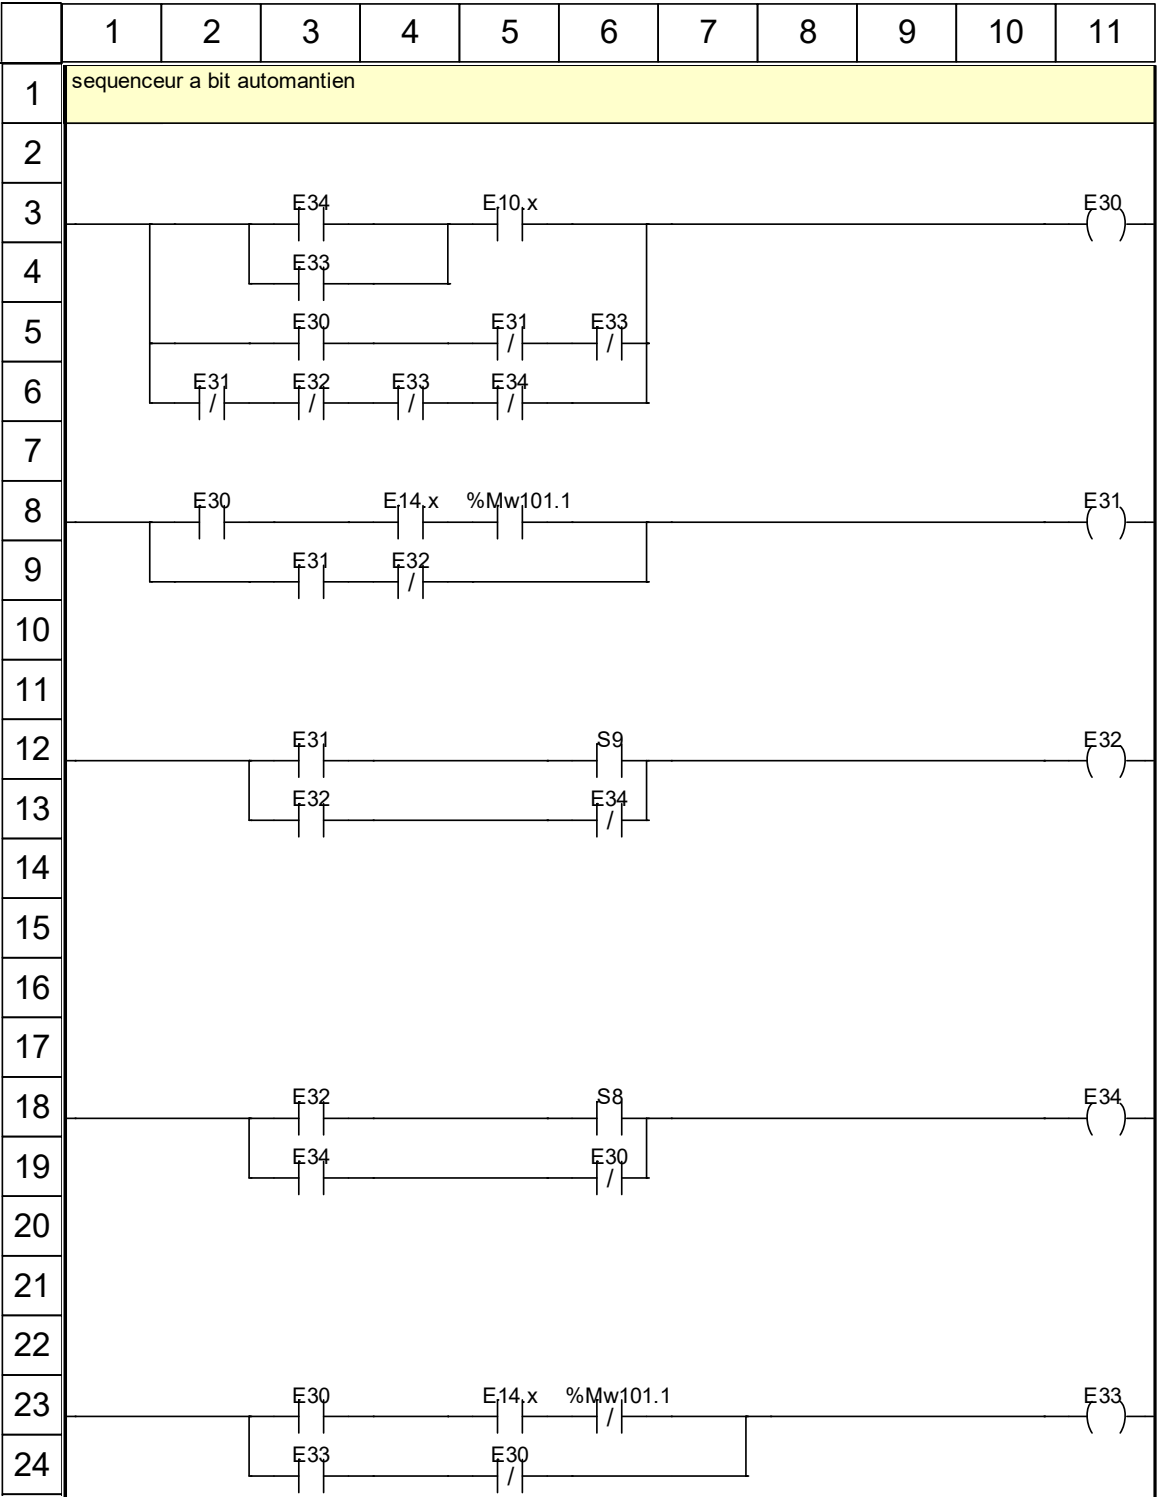 1 2 3 4 5 6 7 8 9 10 11
1 sequenceur a bit automantien
2
3 E34 E10.x E30
4 E33
5 E30 E31 E33
6 E31 E32 E33 E34
7
8 E30 E14.x %Mw101.1 E31
9 E31 E32
10
11
12 E31 S9 E32
13 E32 E34
14
15
16
17
18 E32 S8 E34
19 E34 E30
20
21
22
23 E30 E14.x %Mw101.1 E33
24 E33 E30